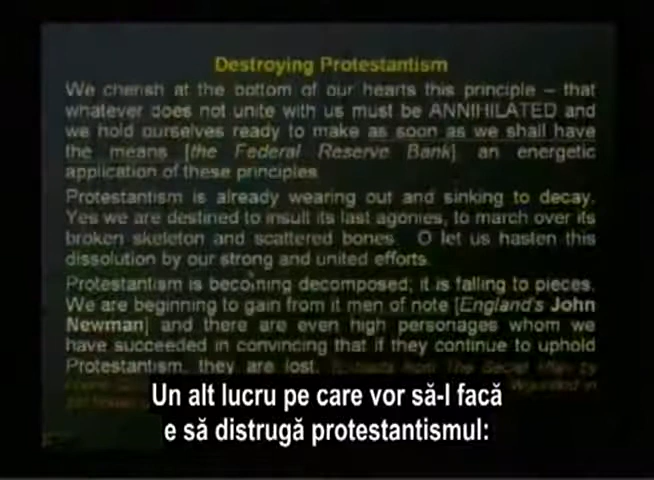 Destroying Protestantism
We cherish at the bottom of our hearts this principle – that
whatever does not unite with us must be ANNIHILATED and
we hold ourselves ready to make as soon as we shall have
the means [the Federal Reserve Bank] an energetic
application of these principles
Protestantism is already wearing out and sinking to decay.
Yes we are destined to insult its last agonies, to march over its
broken skeleton and scattered bones. O let us hasten this
dissolution by our strong and united efforts.
Protestantism is becoming decomposed; it is falling to pieces.
We are beginning to gain from it men of note [England's John
Newman] and there are even high personages whom we
have succeeded in convincing that if they continue to uphold
Protestantism, they are lost. from The Secret by
Un alt lucru pe care vor să-l facă
e să distrugă protestantismul: